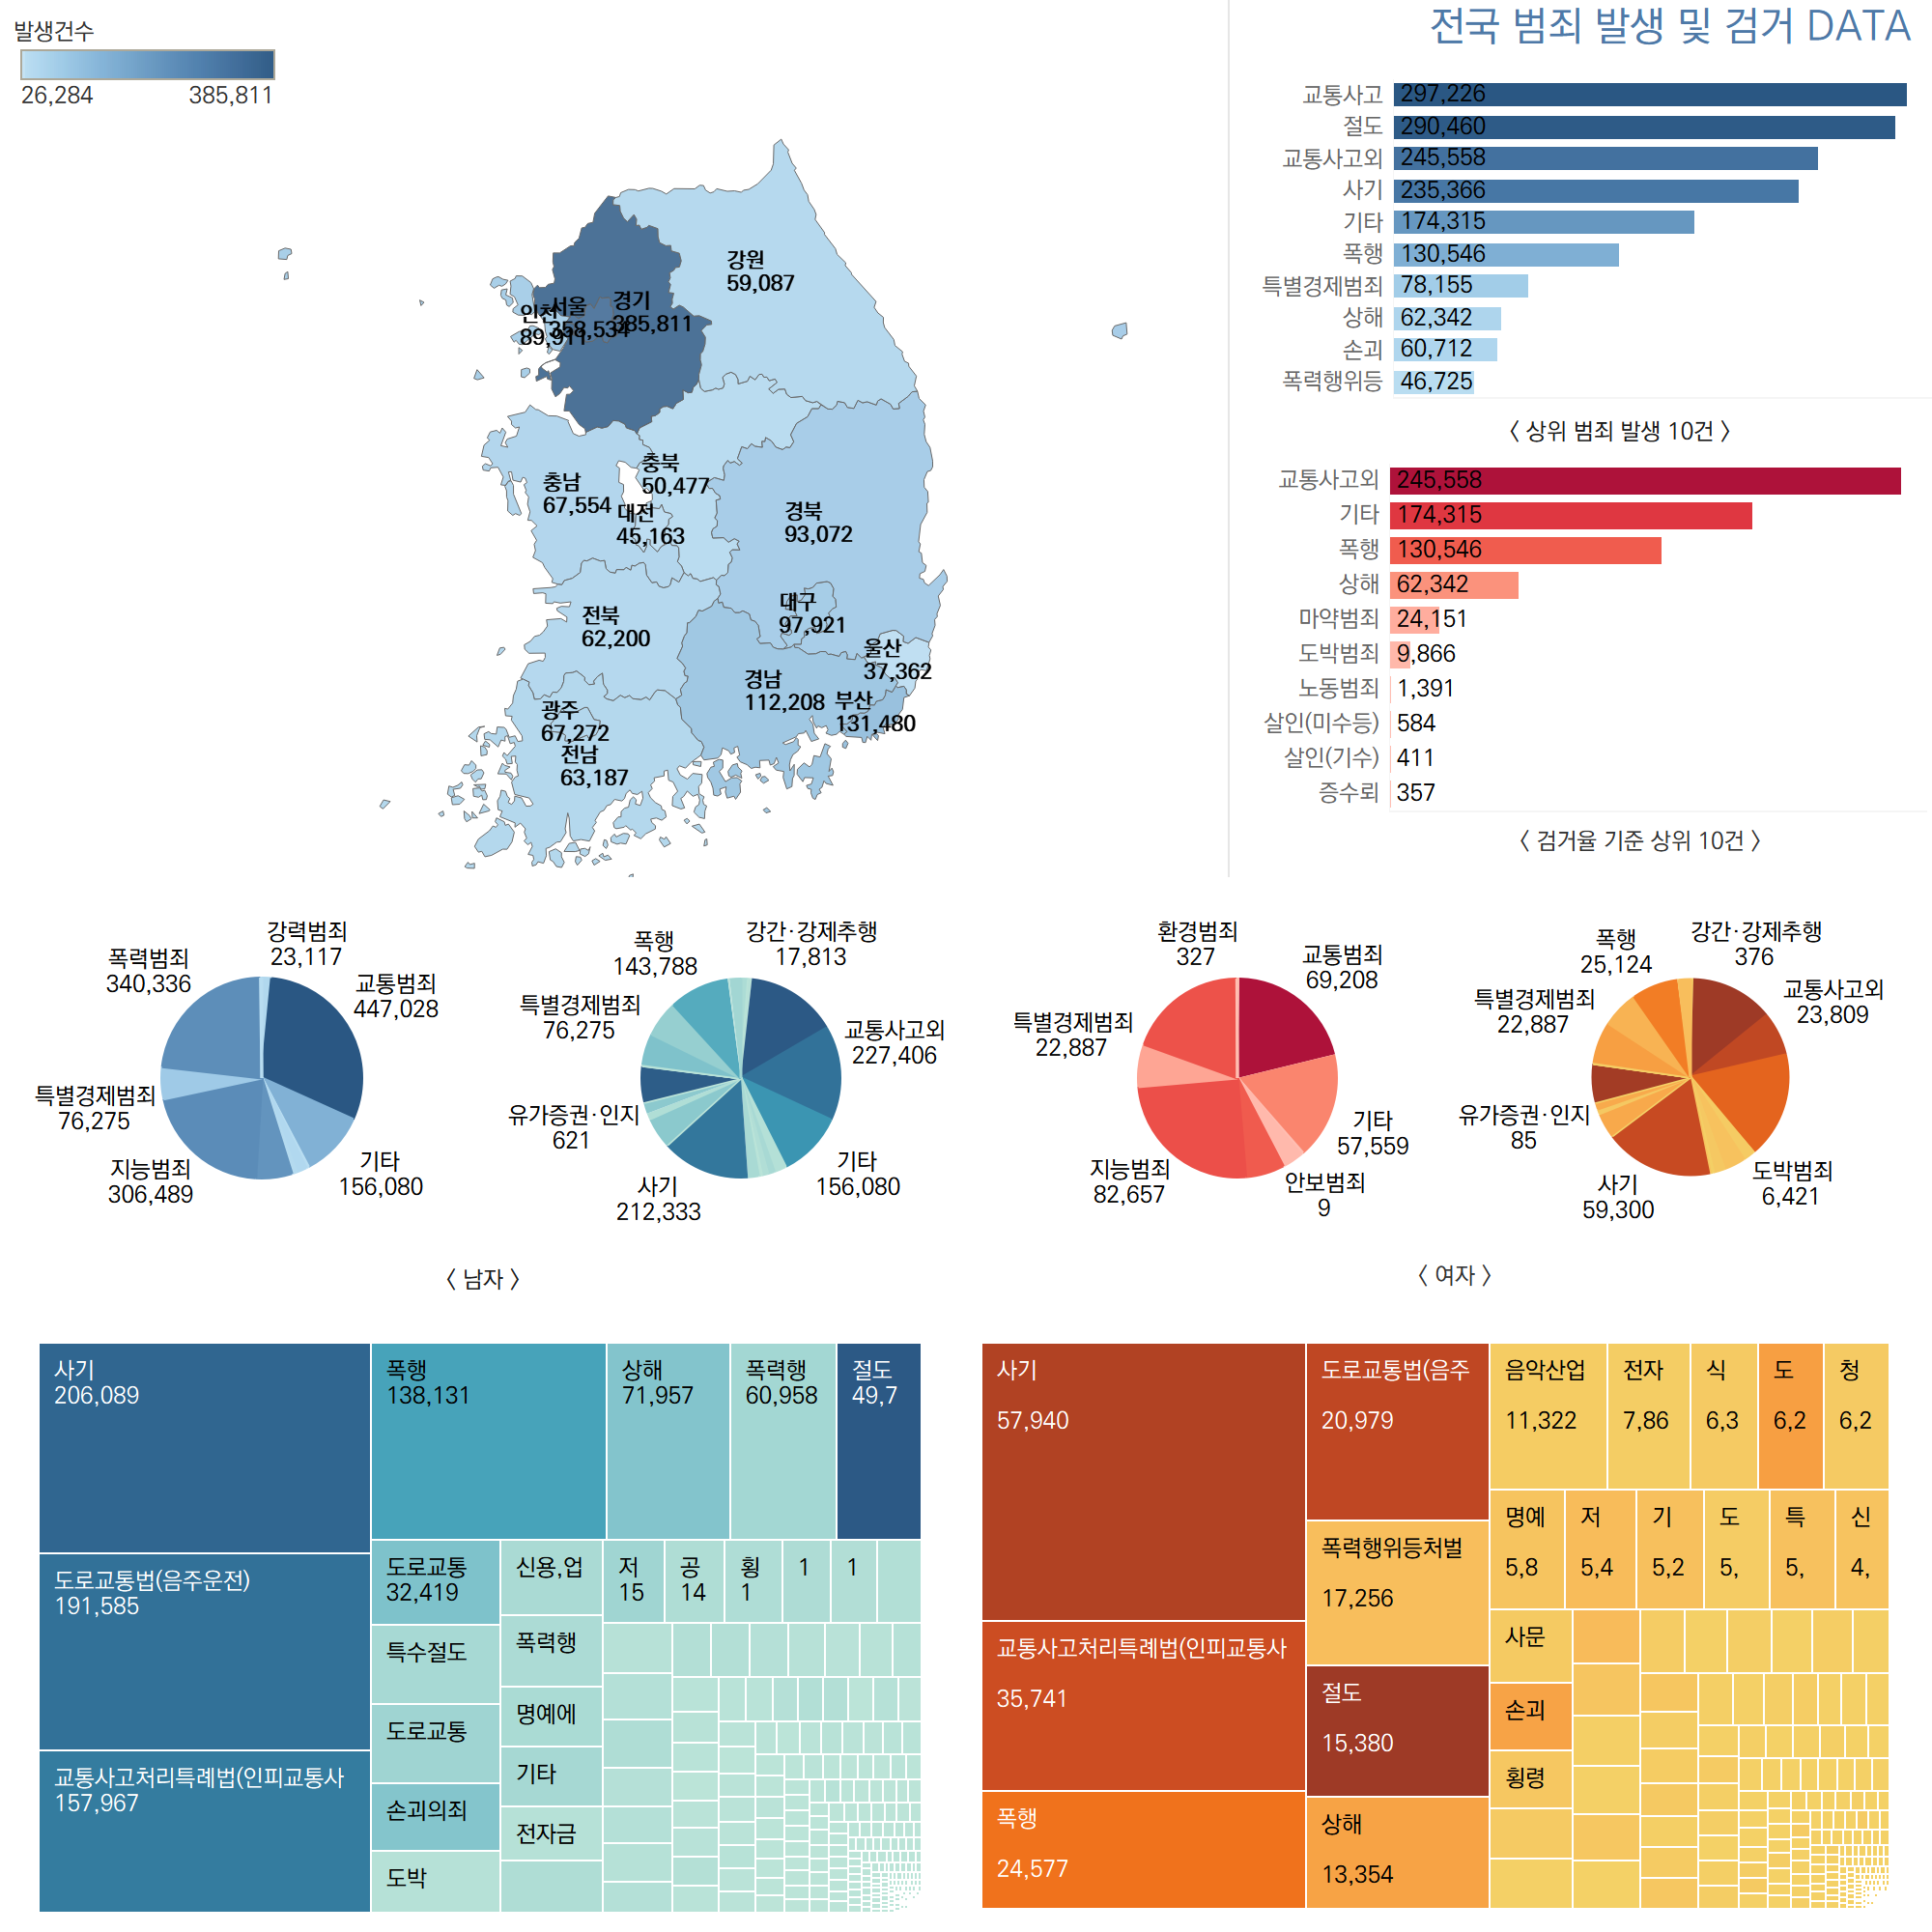 발생건수
26,284 385,811
전국 범죄 발생 및 검거 DATA
강원
59,087
경기
385,811
서울
358,534
인천
89,911
충북
50,477
충남
67,554
대전
45,163
경북
93,072
대구
97,921
전북
62,200
울산
37,362
경남
112,208
부산
131,480
광주
67,272
전남
63,187
교통사고 297,226
절도 290,460
교통사고외 245,558
사기 235,366
기타 174,315
폭행 130,546
특별경제범죄 78,155
상해 62,342
손괴 60,712
폭력행위등 46,725
〈 상위 범죄 발생 10건 〉
교통사고외 245,558
기타 174,315
폭행 130,546
상해 62,342
마약범죄 24,151
도박범죄 9,866
노동범죄 1,391
살인(미수등) 584
살인(기수) 411
증수뢰 357
〈 검거율 기준 상위 10건 〉
강력범죄
23,117
폭력범죄
340,336
교통범죄
447,028
특별경제범죄
76,275
지능범죄
306,489
기타
156,080
폭행
143,788
강간·강제추행
17,813
특별경제범죄
76,275
교통사고외
227,406
유가증권·인지
621
사기
212,333
기타
156,080
〈 남자 〉
환경범죄
327
교통범죄
69,208
특별경제범죄
22,887
기타
57,559
지능범죄
82,657
안보범죄
9
폭행
25,124
강간·강제추행
376
특별경제범죄
22,887
교통사고외
23,809
유가증권·인지
85
사기
59,300
도박범죄
6,421
〈 여자 〉
사기
206,089
도로교통법(음주운전)
191,585
교통사고처리특례법(인피교통사
157,967
폭행
138,131
상해
71,957
폭력행
60,958
절도
49,7
도로교통
32,419
특수절도
도로교통
손괴의죄
도박
신용,업
폭력행
명예에
기타
전자금
저
15
공
14
횡
1
1
1
사기
57,940
교통사고처리특례법(인피교통사
35,741
폭행
24,577
도로교통법(음주
20,979
폭력행위등처벌
17,256
절도
15,380
상해
13,354
음악산업
11,322
전자
7,86
식
6,3
도
6,2
청
6,2
명예
5,8
저
5,4
기
5,2
도
5,
특
5,
신
4,
사문
손괴
횡령